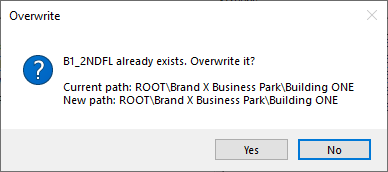 Overwrite
B1_2NDFL already exists. Overwrite it?
Current path: ROOT\Brand X Business Park\Building ONE
New path: ROOT\Brand X Business Park\Building ONE
Yes
No